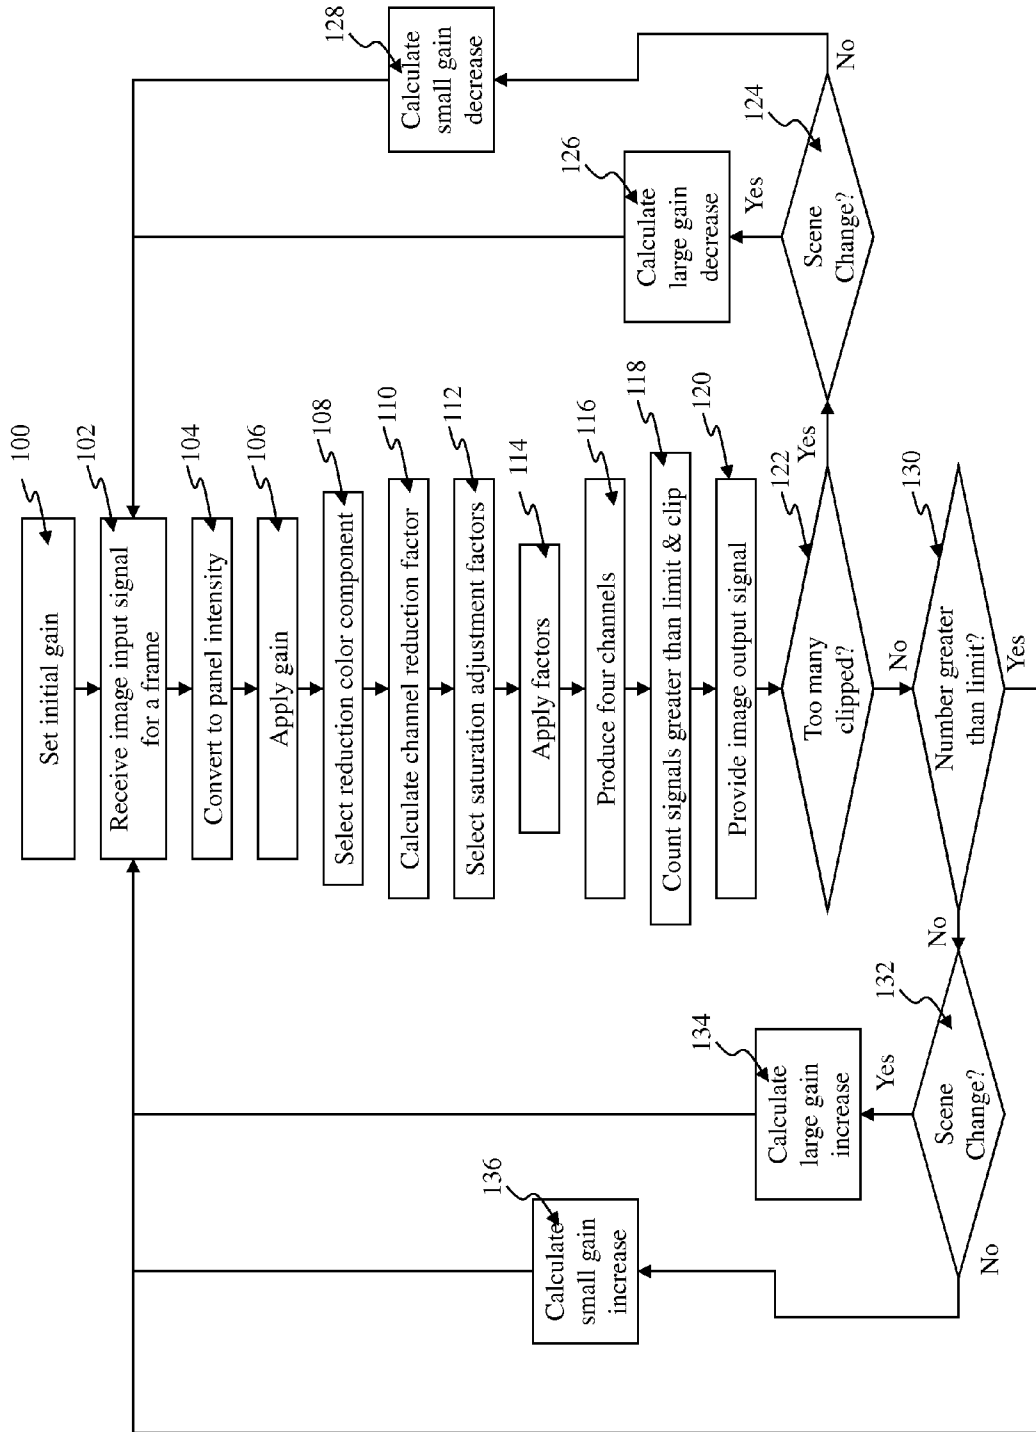 100
Set initial gain
102
Receive image input signal
for a frame
104
Convert to panel intensity
106
Apply gain
108
Select reduction color component
110
Calculate channel reduction factor
112
Select saturation adjustment factors
114
Apply factors
116
Produce four channels
118
Count signals greater than limit & clip
120
Provide image output signal
122
Too many
clipped?
Yes
No
124
Scene
Change?
Yes
No
126
Calculate
large gain
decrease
128
Calculate
small gain
decrease
130
Number greater
than limit?
Yes
No
132
Scene
Change?
Yes
No
134
Calculate
large gain
increase
136
Calculate
small gain
increase